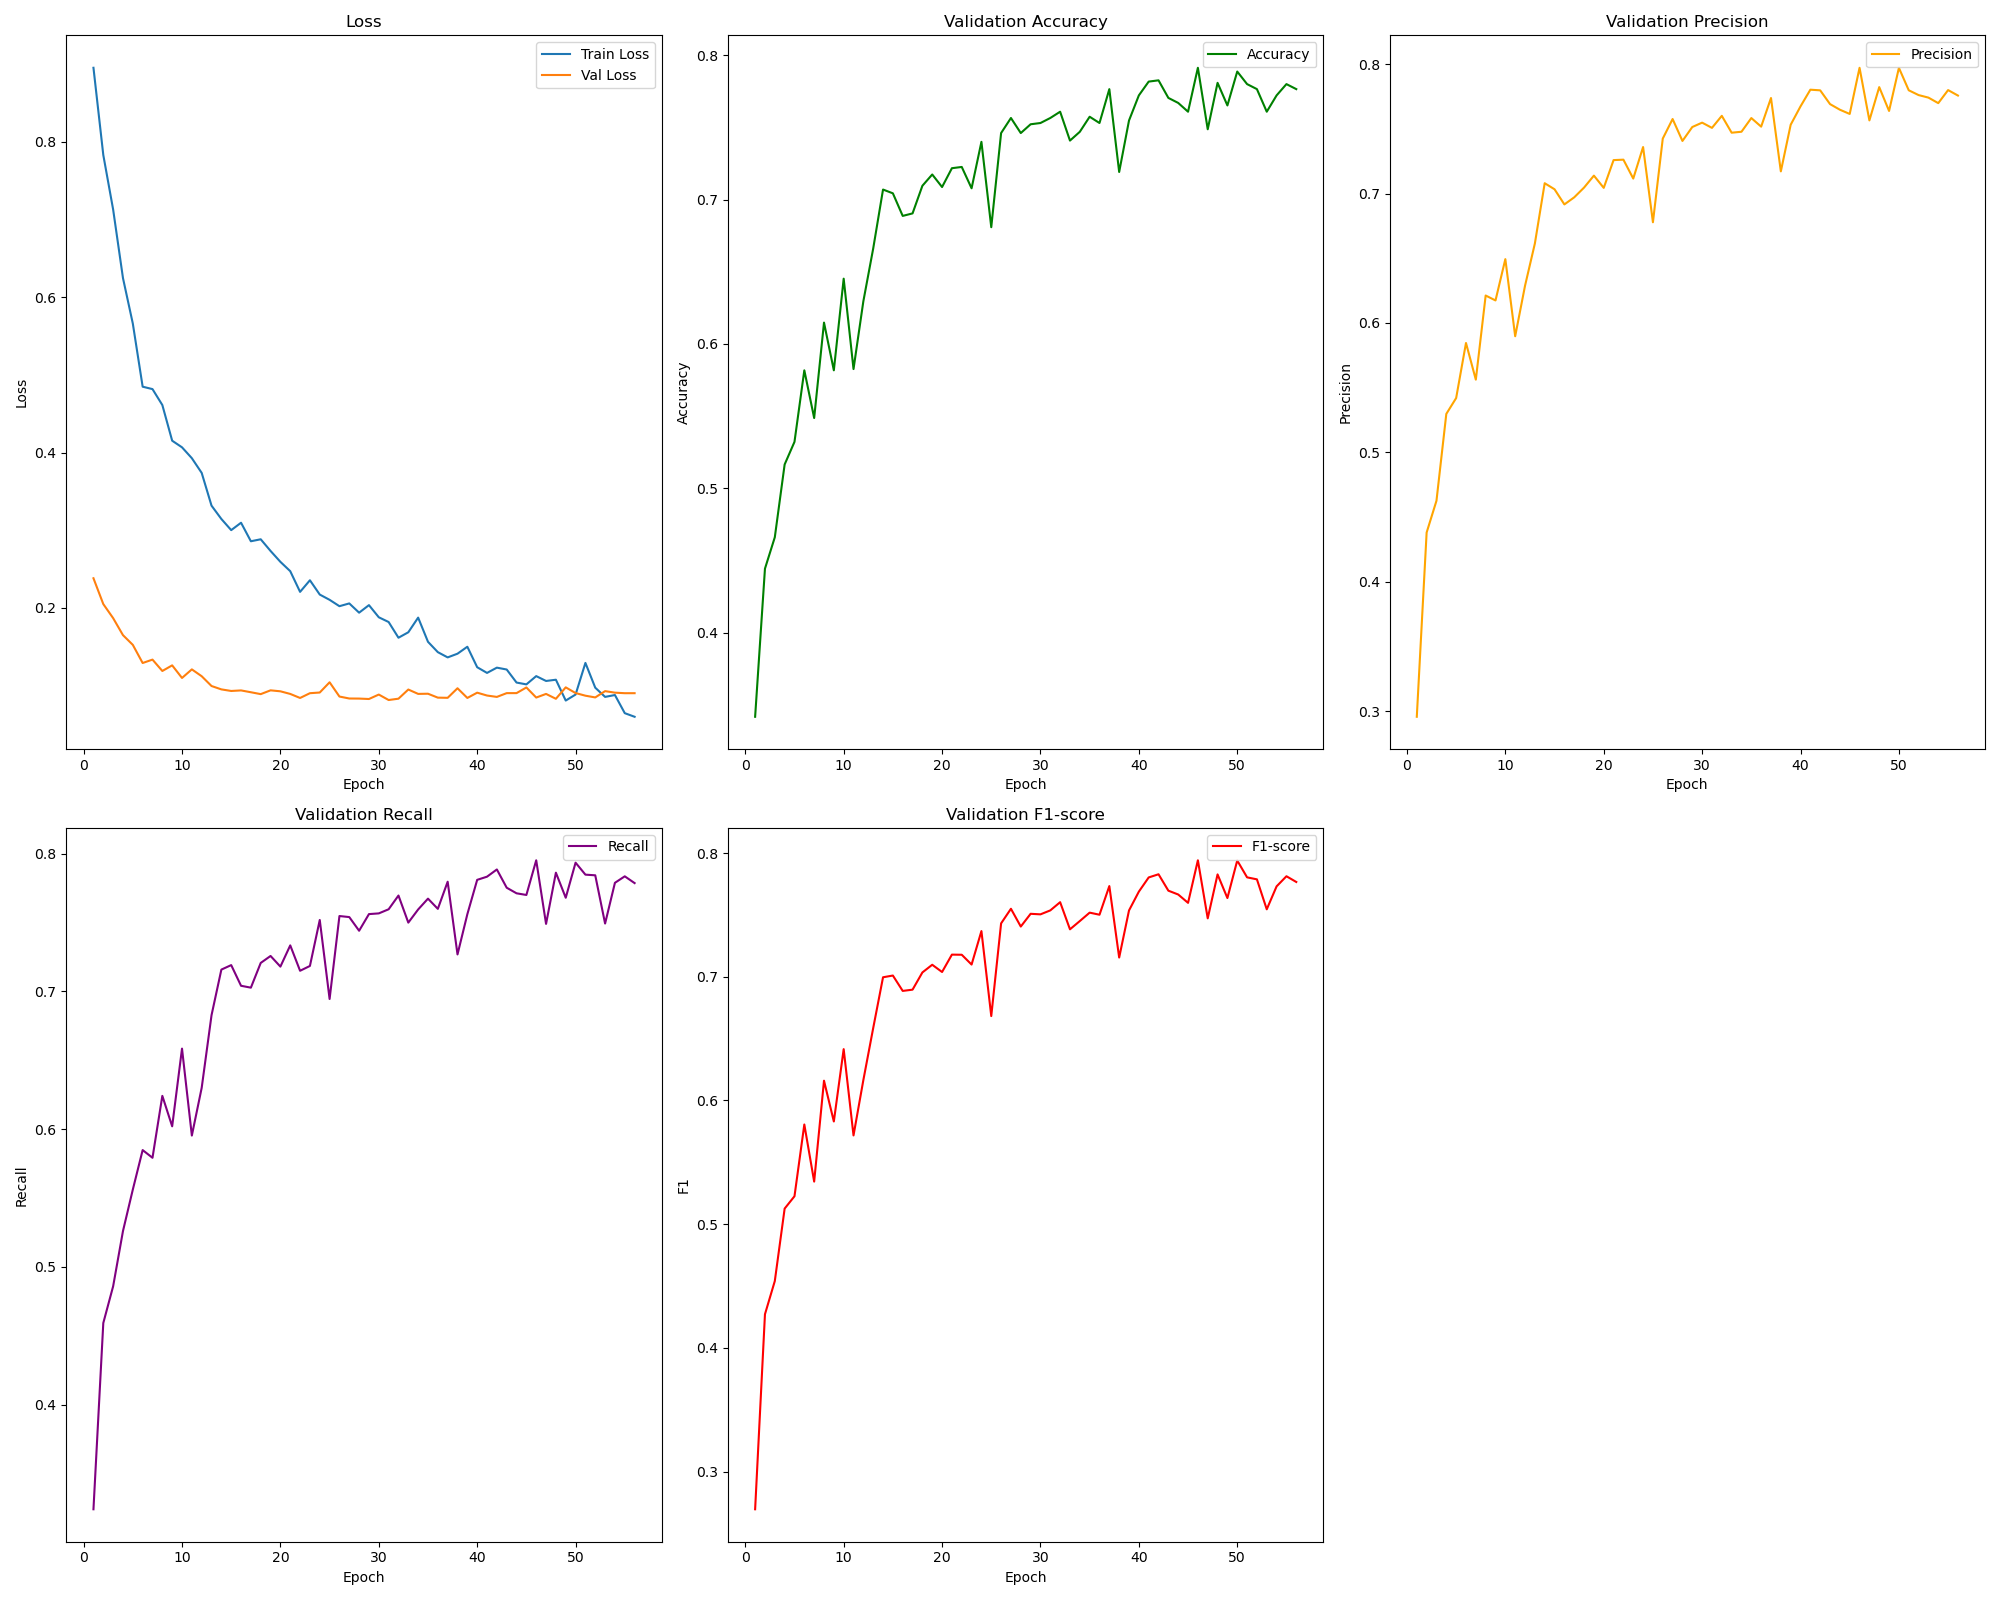 Loss
Train Loss
Val Loss
0.8
0.6
0.4
0.2
Loss
0 10 20 30 40 50
Epoch
Validation Accuracy
Accuracy
0.8
0.7
0.6
0.5
0.4
Accuracy
0 10 20 30 40 50
Epoch
Validation Precision
Precision
0.8
0.7
0.6
0.5
0.4
0.3
Precision
0 10 20 30 40 50
Epoch
Validation Recall
Recall
0.8
0.7
0.6
0.5
0.4
Recall
0 10 20 30 40 50
Epoch
Validation F1-score
F1-score
0.8
0.7
0.6
0.5
0.4
0.3
F1
0 10 20 30 40 50
Epoch